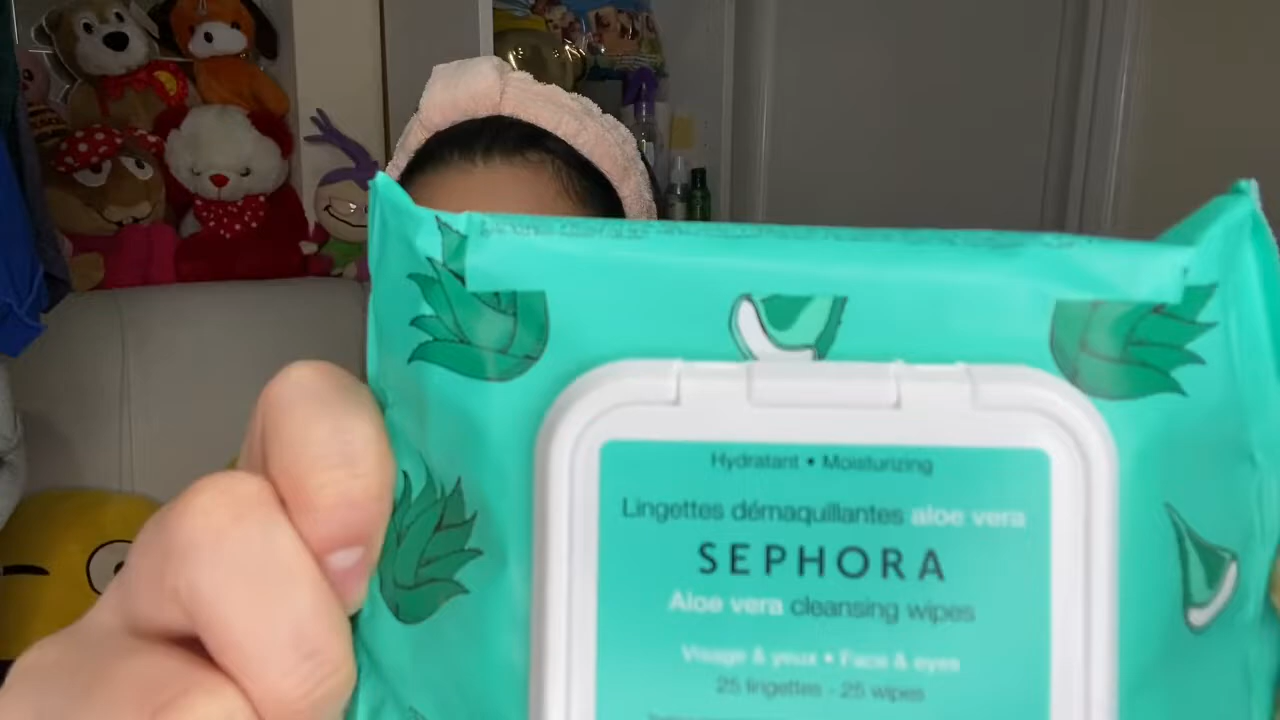 Hydratant • Moisturizing
Lingettes démaquillantes aloe vera
SEPHORA
Aloe vera cleansing wipes
Visage & yeux • Face & eyes
25 lingettes - 25 wipes